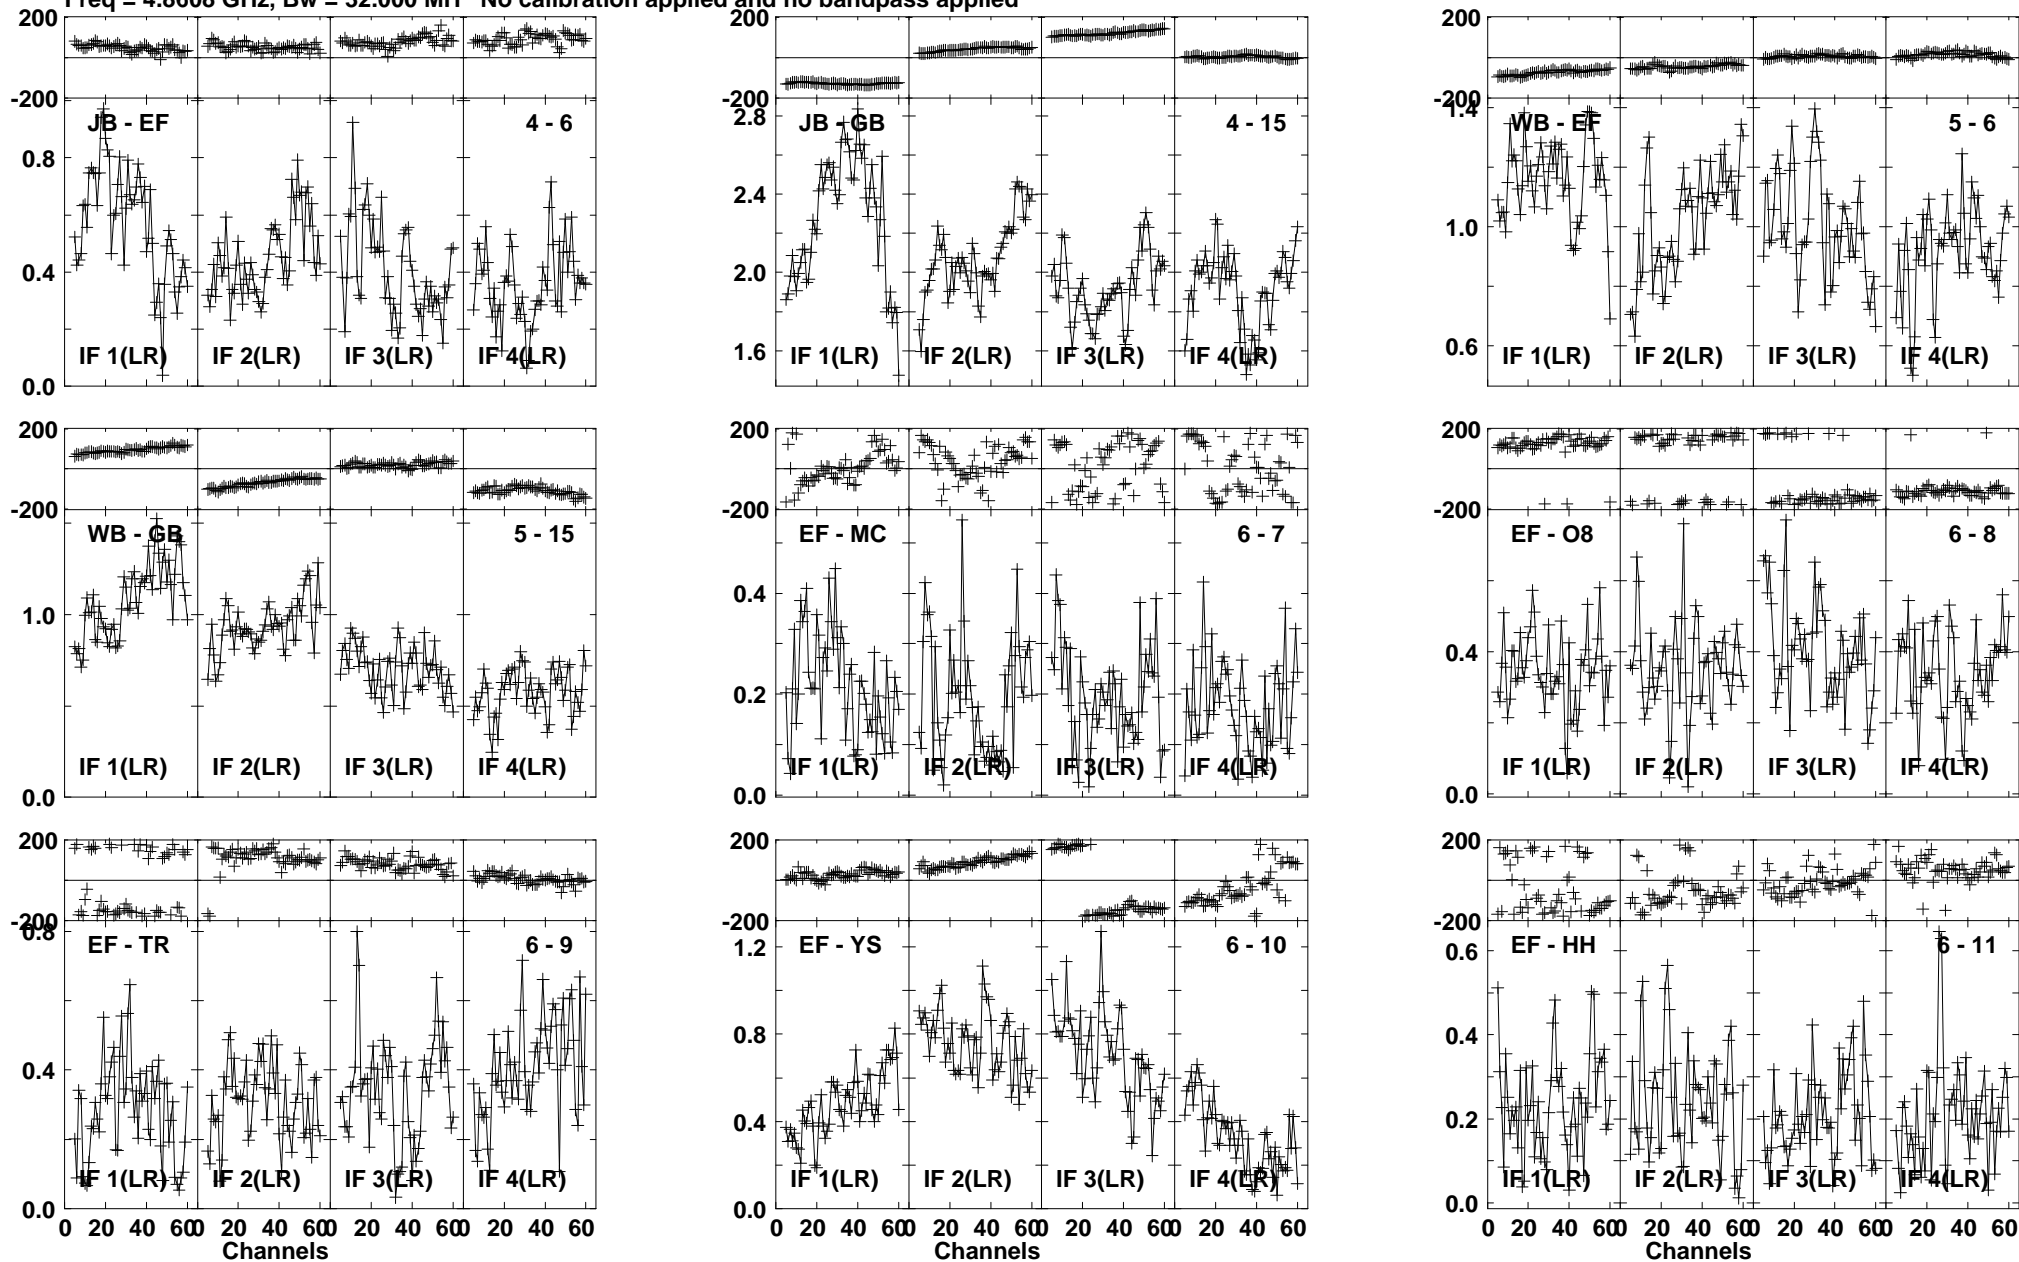 Freq = 4.8608 GHz, Bw = 32.000 MH No calibration applied and no bandpass applied
200 200 200
-200 -200 -200
JB - EF 4 - 6 JB - GB 4 - 15 WB - EF 5 - 6
0.8 0.4 0.0
2.8 2.4 2.0 1.6
1.4 1.0 0.6
IF 1(LR) IF 2(LR) IF 3(LR) IF 4(LR) IF 1(LR) IF 2(LR) IF 3(LR) IF 4(LR) IF 1(LR) IF 2(LR) IF 3(LR) IF 4(LR)
200 200 200
-200 -200 -200
WB - GB 5 - 15 EF - MC 6 - 7 EF - O8 6 - 8
1.0 0.0
0.4 0.2 0.0
0.4 0.0
IF 1(LR) IF 2(LR) IF 3(LR) IF 4(LR) IF 1(LR) IF 2(LR) IF 3(LR) IF 4(LR) IF 1(LR) IF 2(LR) IF 3(LR) IF 4(LR)
200 200 200
-200 -200 -200
EF - TR 6 - 9 EF - YS 6 - 10 EF - HH 6 - 11
0.8 0.4 0.0
1.2 0.8 0.4 0.0
0.6 0.4 0.2 0.0
IF 1(LR) IF 2(LR) IF 3(LR) IF 4(LR) IF 1(LR) IF 2(LR) IF 3(LR) IF 4(LR) IF 1(LR) IF 2(LR) IF 3(LR) IF 4(LR)
0 20 40 60 0 20 40 60 0 20 40 60 0 20 40 60 0 20 40 60 0 20 40 60 0 20 40 60 0 20 40 60 0 20 40 60 0 20 40 60 0 20 40 60 0 20 40 60
Channels Channels Channels